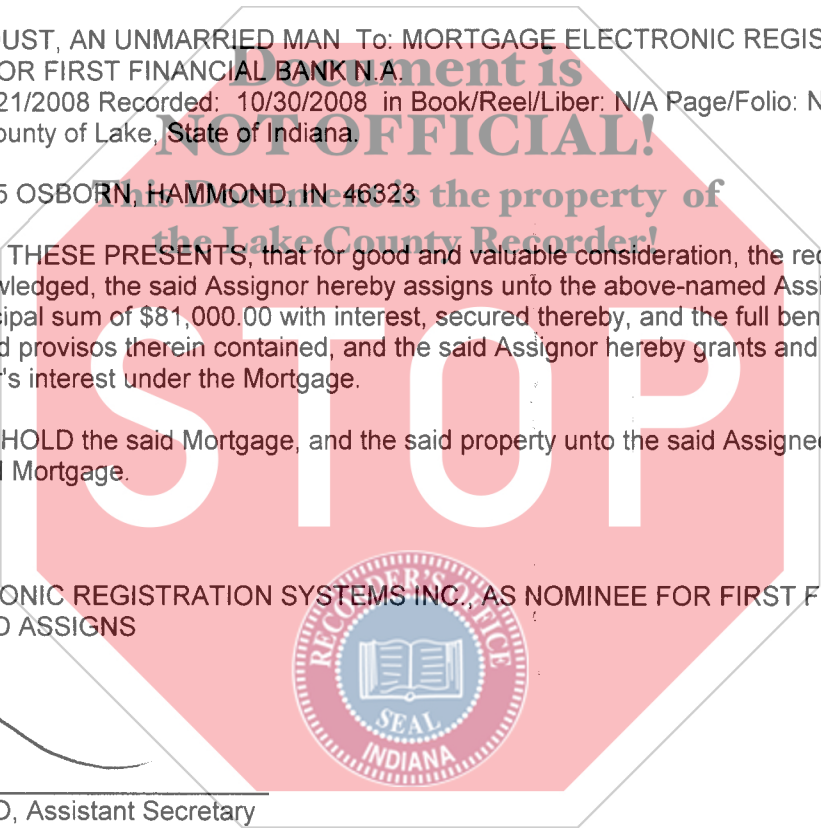 OUST, AN UNMARRIED MAN To: MORTGAGE ELECTRONIC REGIS
OR FIRST FINANCIAL BANK N.A.
Document is
21/2008 Recorded: 10/30/2008 in Book/Reel/Liber: N/A Page/Folio: N
ounty of Lake, State of Indiana.
NOT OFFICIAL!
5 OSBORN, HAMMOND, IN 46323
This Document is the property of
the Lake County Recorder!
THESE PRESENTS, that for good and valuable consideration, the rec
wledged, the said Assignor hereby assigns unto the above-named Assi
cipal sum of $81,000.00 with interest, secured thereby, and the full ben
d provisos therein contained, and the said Assignor hereby grants and
r's interest under the Mortgage.
HOLD the said Mortgage, and the said property unto the said Assignee
d Mortgage.
STOP
ONIC REGISTRATION SYSTEMS INC., AS NOMINEE FOR FIRST F
D ASSIGNS
RECORDER'S OFFICE
SEAL
INDIANA
D, Assistant Secretary